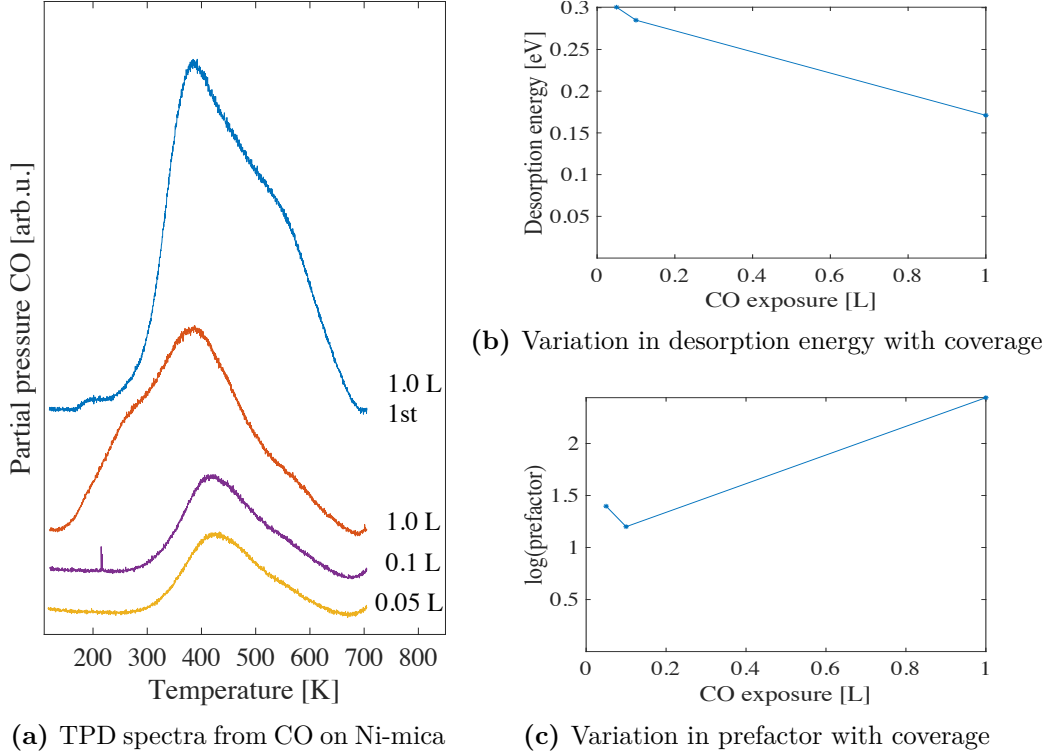 Partial pressure CO [arb.u.]
1.0 L
1st
1.0 L
0.1 L
0.05 L
200 300 400 500 600 700 800
Temperature [K]
(a) TPD spectra from CO on Ni-mica
Desorption energy [eV]
0.3
0.25
0.2
0.15
0.1
0.05
0 0.2 0.4 0.6 0.8 1
CO exposure [L]
(b) Variation in desorption energy with coverage
log(prefactor)
2
1.5
1
0.5
0 0.2 0.4 0.6 0.8 1
CO exposure [L]
(c) Variation in prefactor with coverage